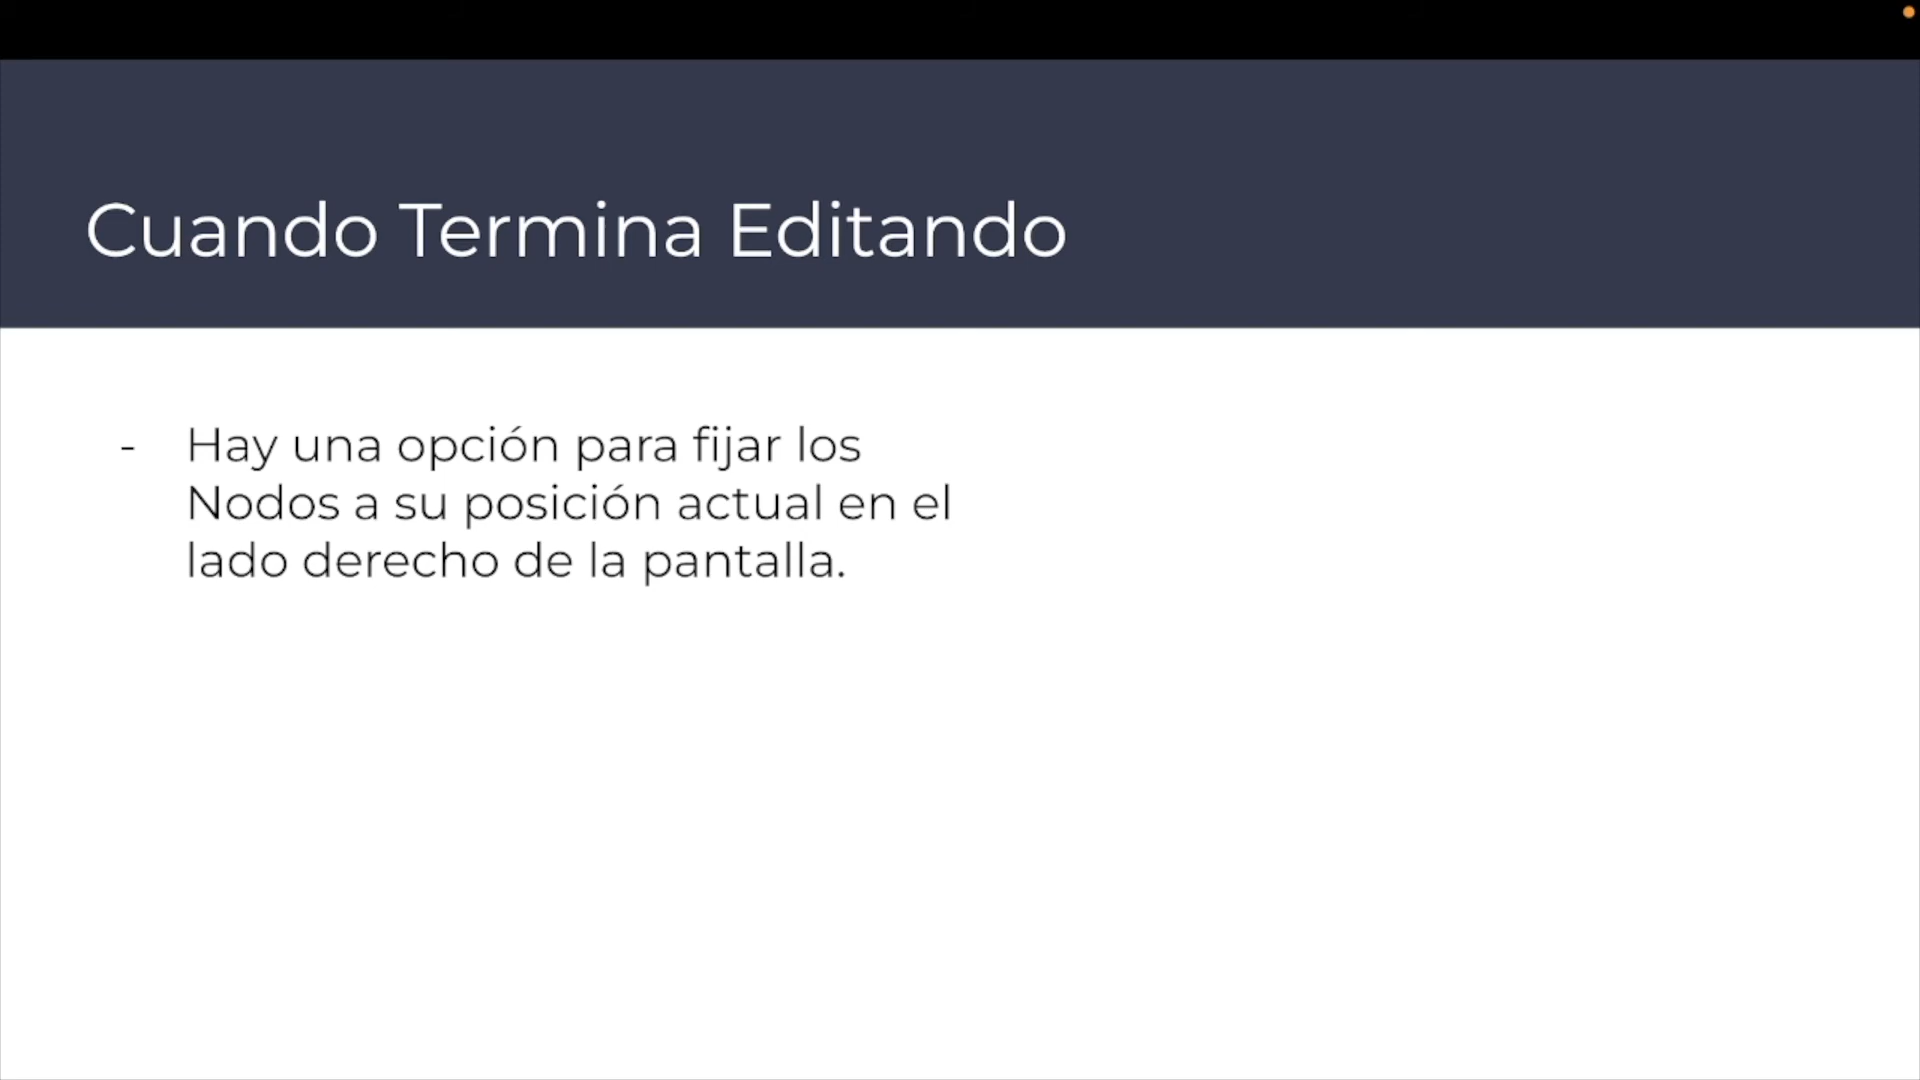 Cuando Termina Editando
- Hay una opción para fijar los
Nodos a su posición actual en el
lado derecho de la pantalla.